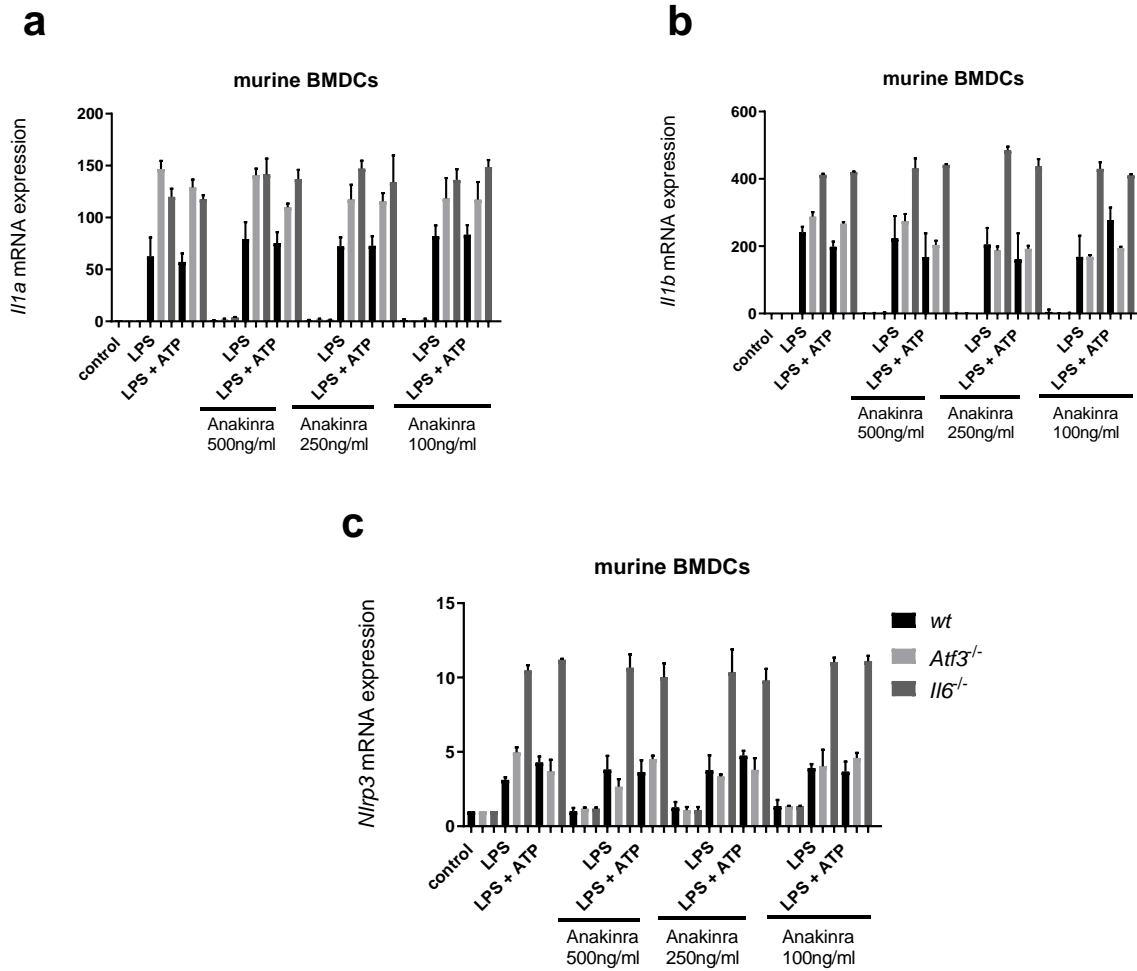 a
murine BMDCs
Il1a mRNA expression
200
150
100
50
0
control
LPS
LPS + ATP
LPS
LPS + ATP
LPS
LPS + ATP
LPS
LPS + ATP
Anakinra
500ng/ml
Anakinra
250ng/ml
Anakinra
100ng/ml
b
murine BMDCs
Il1b mRNA expression
600
400
200
0
control
LPS
LPS + ATP
LPS
LPS + ATP
LPS
LPS + ATP
LPS
LPS + ATP
Anakinra
500ng/ml
Anakinra
250ng/ml
Anakinra
100ng/ml
c
murine BMDCs
Nlrp3 mRNA expression
15
10
5
0
control
LPS
LPS + ATP
LPS
LPS + ATP
LPS
LPS + ATP
LPS
LPS + ATP
Anakinra
500ng/ml
Anakinra
250ng/ml
Anakinra
100ng/ml
wt
Atf3-/-
Il6-/-